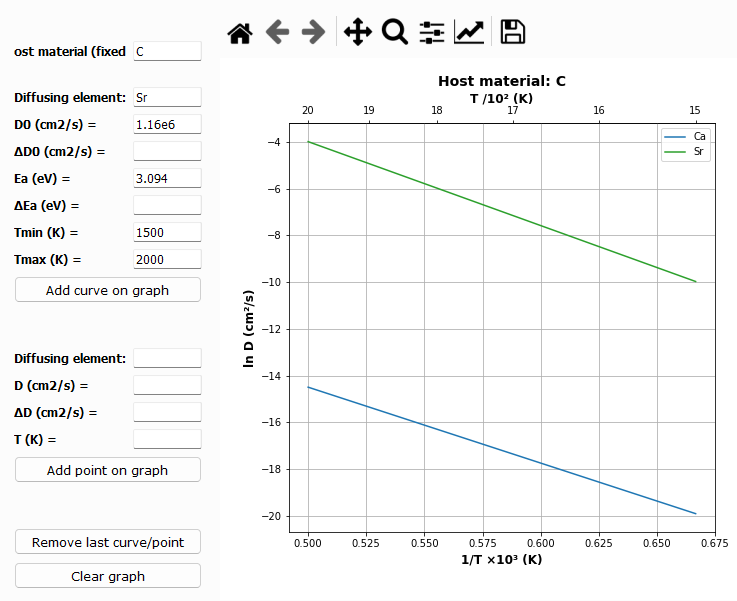 ost material (fixed C
Diffusing element: Sr
D0 (cm2/s) = 1.16e6
ΔD0 (cm2/s) =
Ea (eV) = 3.094
ΔEa (eV) =
Tmin (K) = 1500
Tmax (K) = 2000
Add curve on graph
Diffusing element:
D (cm2/s) =
ΔD (cm2/s) =
T (K) =
Add point on graph
Remove last curve/point
Clear graph
Host material: C
T /10² (K)
20 19 18 17 16 15
Ca
Sr
ln D (cm²/s)
−4
−6
−8
−10
−12
−14
−16
−18
−20
0.500 0.525 0.550 0.575 0.600 0.625 0.650 0.675
1/T ×10³ (K)